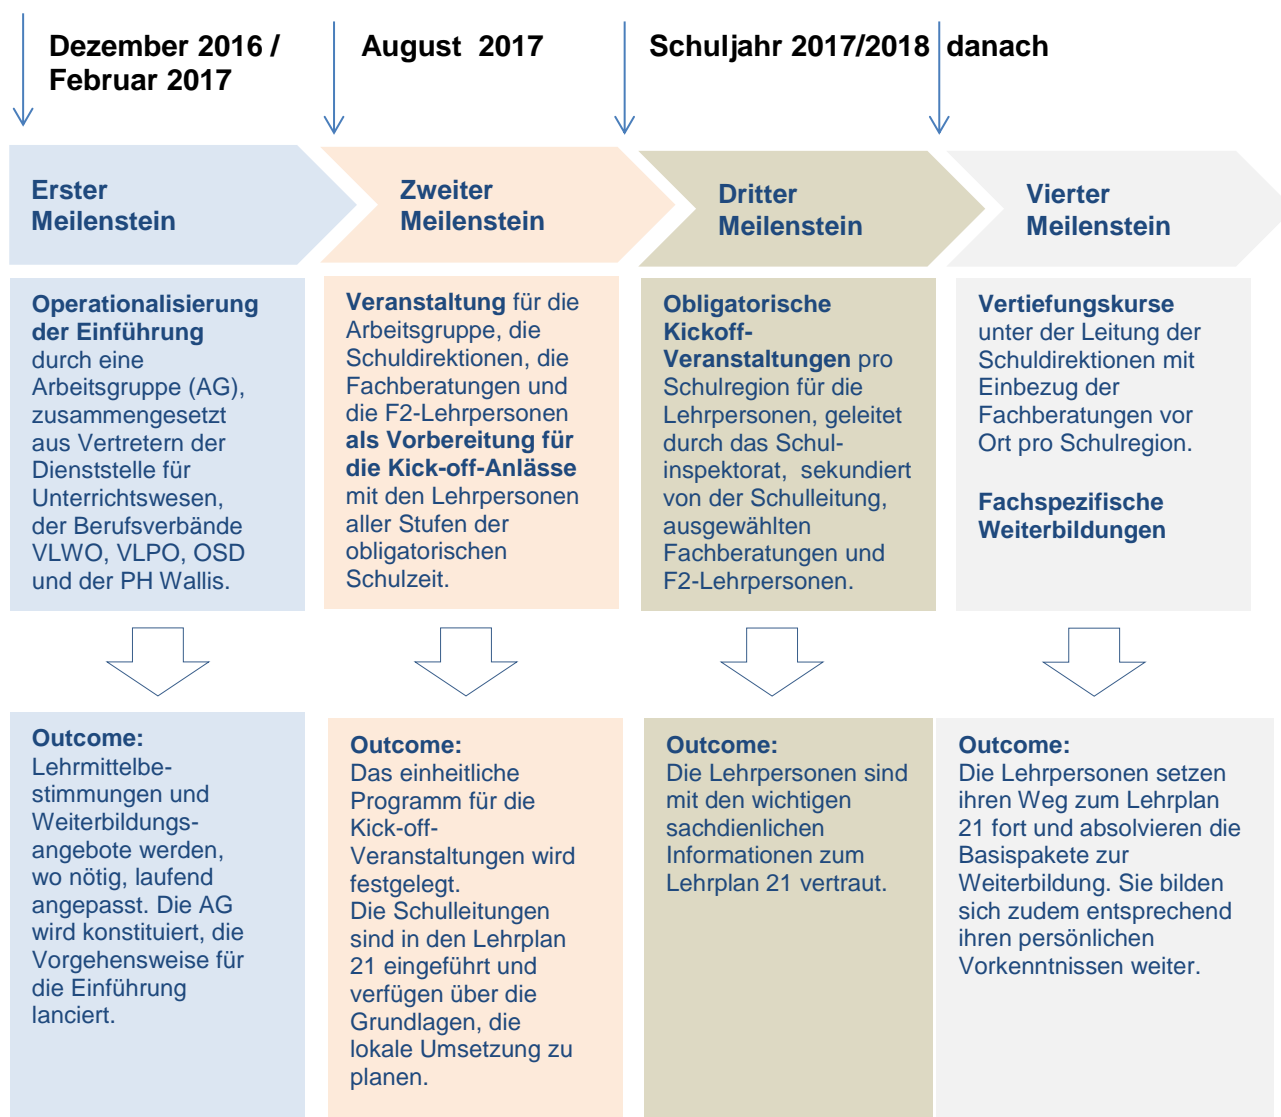 Dezember 2016 /
Februar 2017
August 2017
Schuljahr 2017/2018
danach
Erster
Meilenstein
Zweiter
Meilenstein
Dritter
Meilenstein
Vierter
Meilenstein
Operationalisierung
der Einführung
durch eine
Arbeitsgruppe (AG),
zusammengesetzt
aus Vertretern der
Dienststelle für
Unterrichtswesen,
der Berufsverbände
VLWO, VLPO, OSD
und der PH Wallis.
Veranstaltung für die
Arbeitsgruppe, die
Schuldirektionen, die
Fachberatungen und
die F2-Lehrpersonen
als Vorbereitung für
die Kick-off-Anlässe
mit den Lehrpersonen
aller Stufen der
obligatorischen
Schulzeit.
Obligatorische
Kickoff-
Veranstaltungen pro
Schulregion für die
Lehrpersonen, geleitet
durch das Schul-
inspektorat, sekundiert
von der Schulleitung,
ausgewählten
Fachberatungen und
F2-Lehrpersonen.
Vertiefungskurse
unter der Leitung der
Schuldirektionen mit
Einbezug der
Fachberatungen vor
Ort pro Schulregion.
Fachspezifische
Weiterbildungen
Outcome:
Lehrmittelbe-
stimmungen und
Weiterbildungs-
angebote werden,
wo nötig, laufend
angepasst. Die AG
wird konstituiert, die
Vorgehensweise für
die Einführung
lanciert.
Outcome:
Das einheitliche
Programm für die
Kick-off-
Veranstaltungen wird
festgelegt.
Die Schulleitungen
sind in den Lehrplan
21 eingeführt und
verfügen über die
Grundlagen, die
lokale Umsetzung zu
planen.
Outcome:
Die Lehrpersonen sind
mit den wichtigen
sachdienlichen
Informationen zum
Lehrplan 21 vertraut.
Outcome:
Die Lehrpersonen setzen
ihren Weg zum Lehrplan
21 fort und absolvieren die
Basispakete zur
Weiterbildung. Sie bilden
sich zudem entsprechend
ihren persönlichen
Vorkenntnissen weiter.